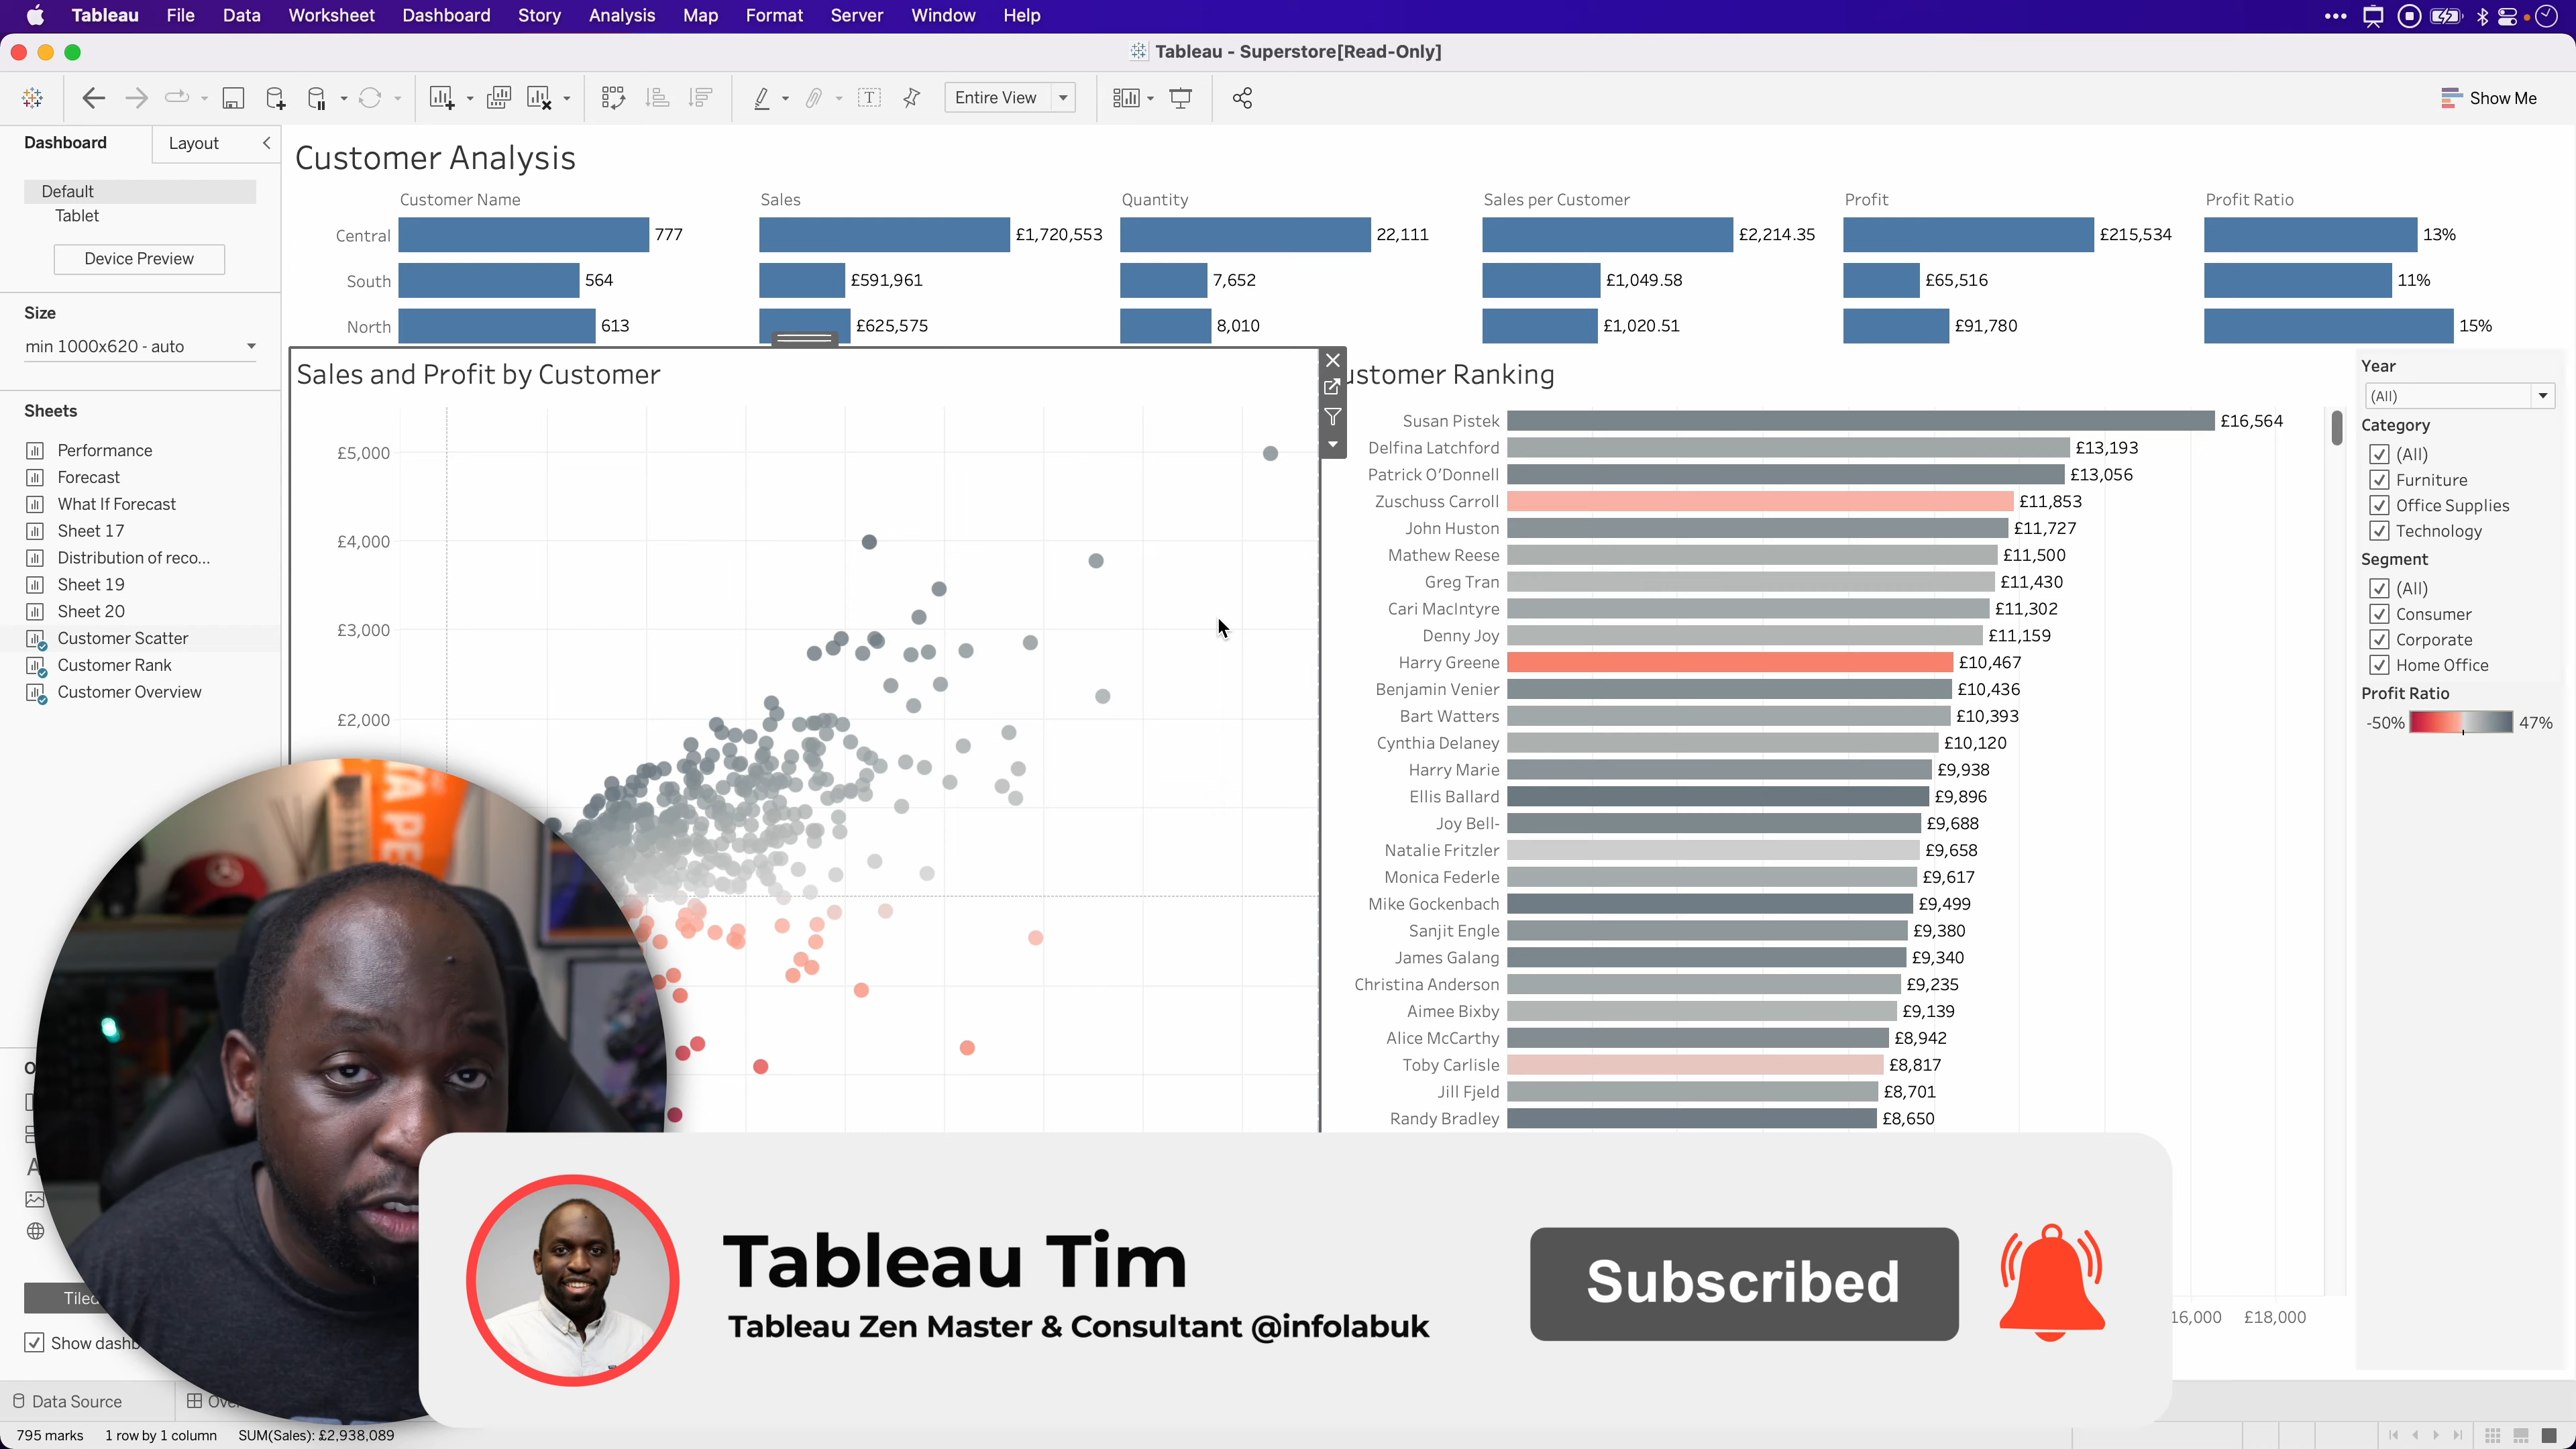 Tableau File Data Worksheet Dashboard Story Analysis Map Format Server Window Help
Tableau - Superstore[Read-Only]
Entire View
Show Me
Dashboard Layout
Default
Tablet
Device Preview
Size
min 1000x620 - auto
Sheets
Performance
Forecast
What If Forecast
Sheet 17
Distribution of reco...
Sheet 19
Sheet 20
Customer Scatter
Customer Rank
Customer Overview
Tiled
Show dashb
Customer Analysis
Customer Name Sales Quantity Sales per Customer Profit Profit Ratio
Central 777 £1,720,553 22,111 £2,214.35 £215,534 13%
South 564 £591,961 7,652 £1,049.58 £65,516 11%
North 613 £625,575 8,010 £1,020.51 £91,780 15%
Sales and Profit by Customer
£5,000
£4,000
£3,000
£2,000
ustomer Ranking
Susan Pistek £16,564
Delfina Latchford £13,193
Patrick O'Donnell £13,056
Zuschuss Carroll £11,853
John Huston £11,727
Mathew Reese £11,500
Greg Tran £11,430
Cari MacIntyre £11,302
Denny Joy £11,159
Harry Greene £10,467
Benjamin Venier £10,436
Bart Watters £10,393
Cynthia Delaney £10,120
Harry Marie £9,938
Ellis Ballard £9,896
Joy Bell- £9,688
Natalie Fritzler £9,658
Monica Federle £9,617
Mike Gockenbach £9,499
Sanjit Engle £9,380
James Galang £9,340
Christina Anderson £9,235
Aimee Bixby £9,139
Alice McCarthy £8,942
Toby Carlisle £8,817
Jill Fjeld £8,701
Randy Bradley £8,650
16,000 £18,000
Year
(All)
Category
(All)
Furniture
Office Supplies
Technology
Segment
(All)
Consumer
Corporate
Home Office
Profit Ratio
-50% 47%
Tableau Tim
Tableau Zen Master & Consultant @infolabuk
Subscribed
Data Source
795 marks 1 row by 1 column SUM(Sales): £2,938,089